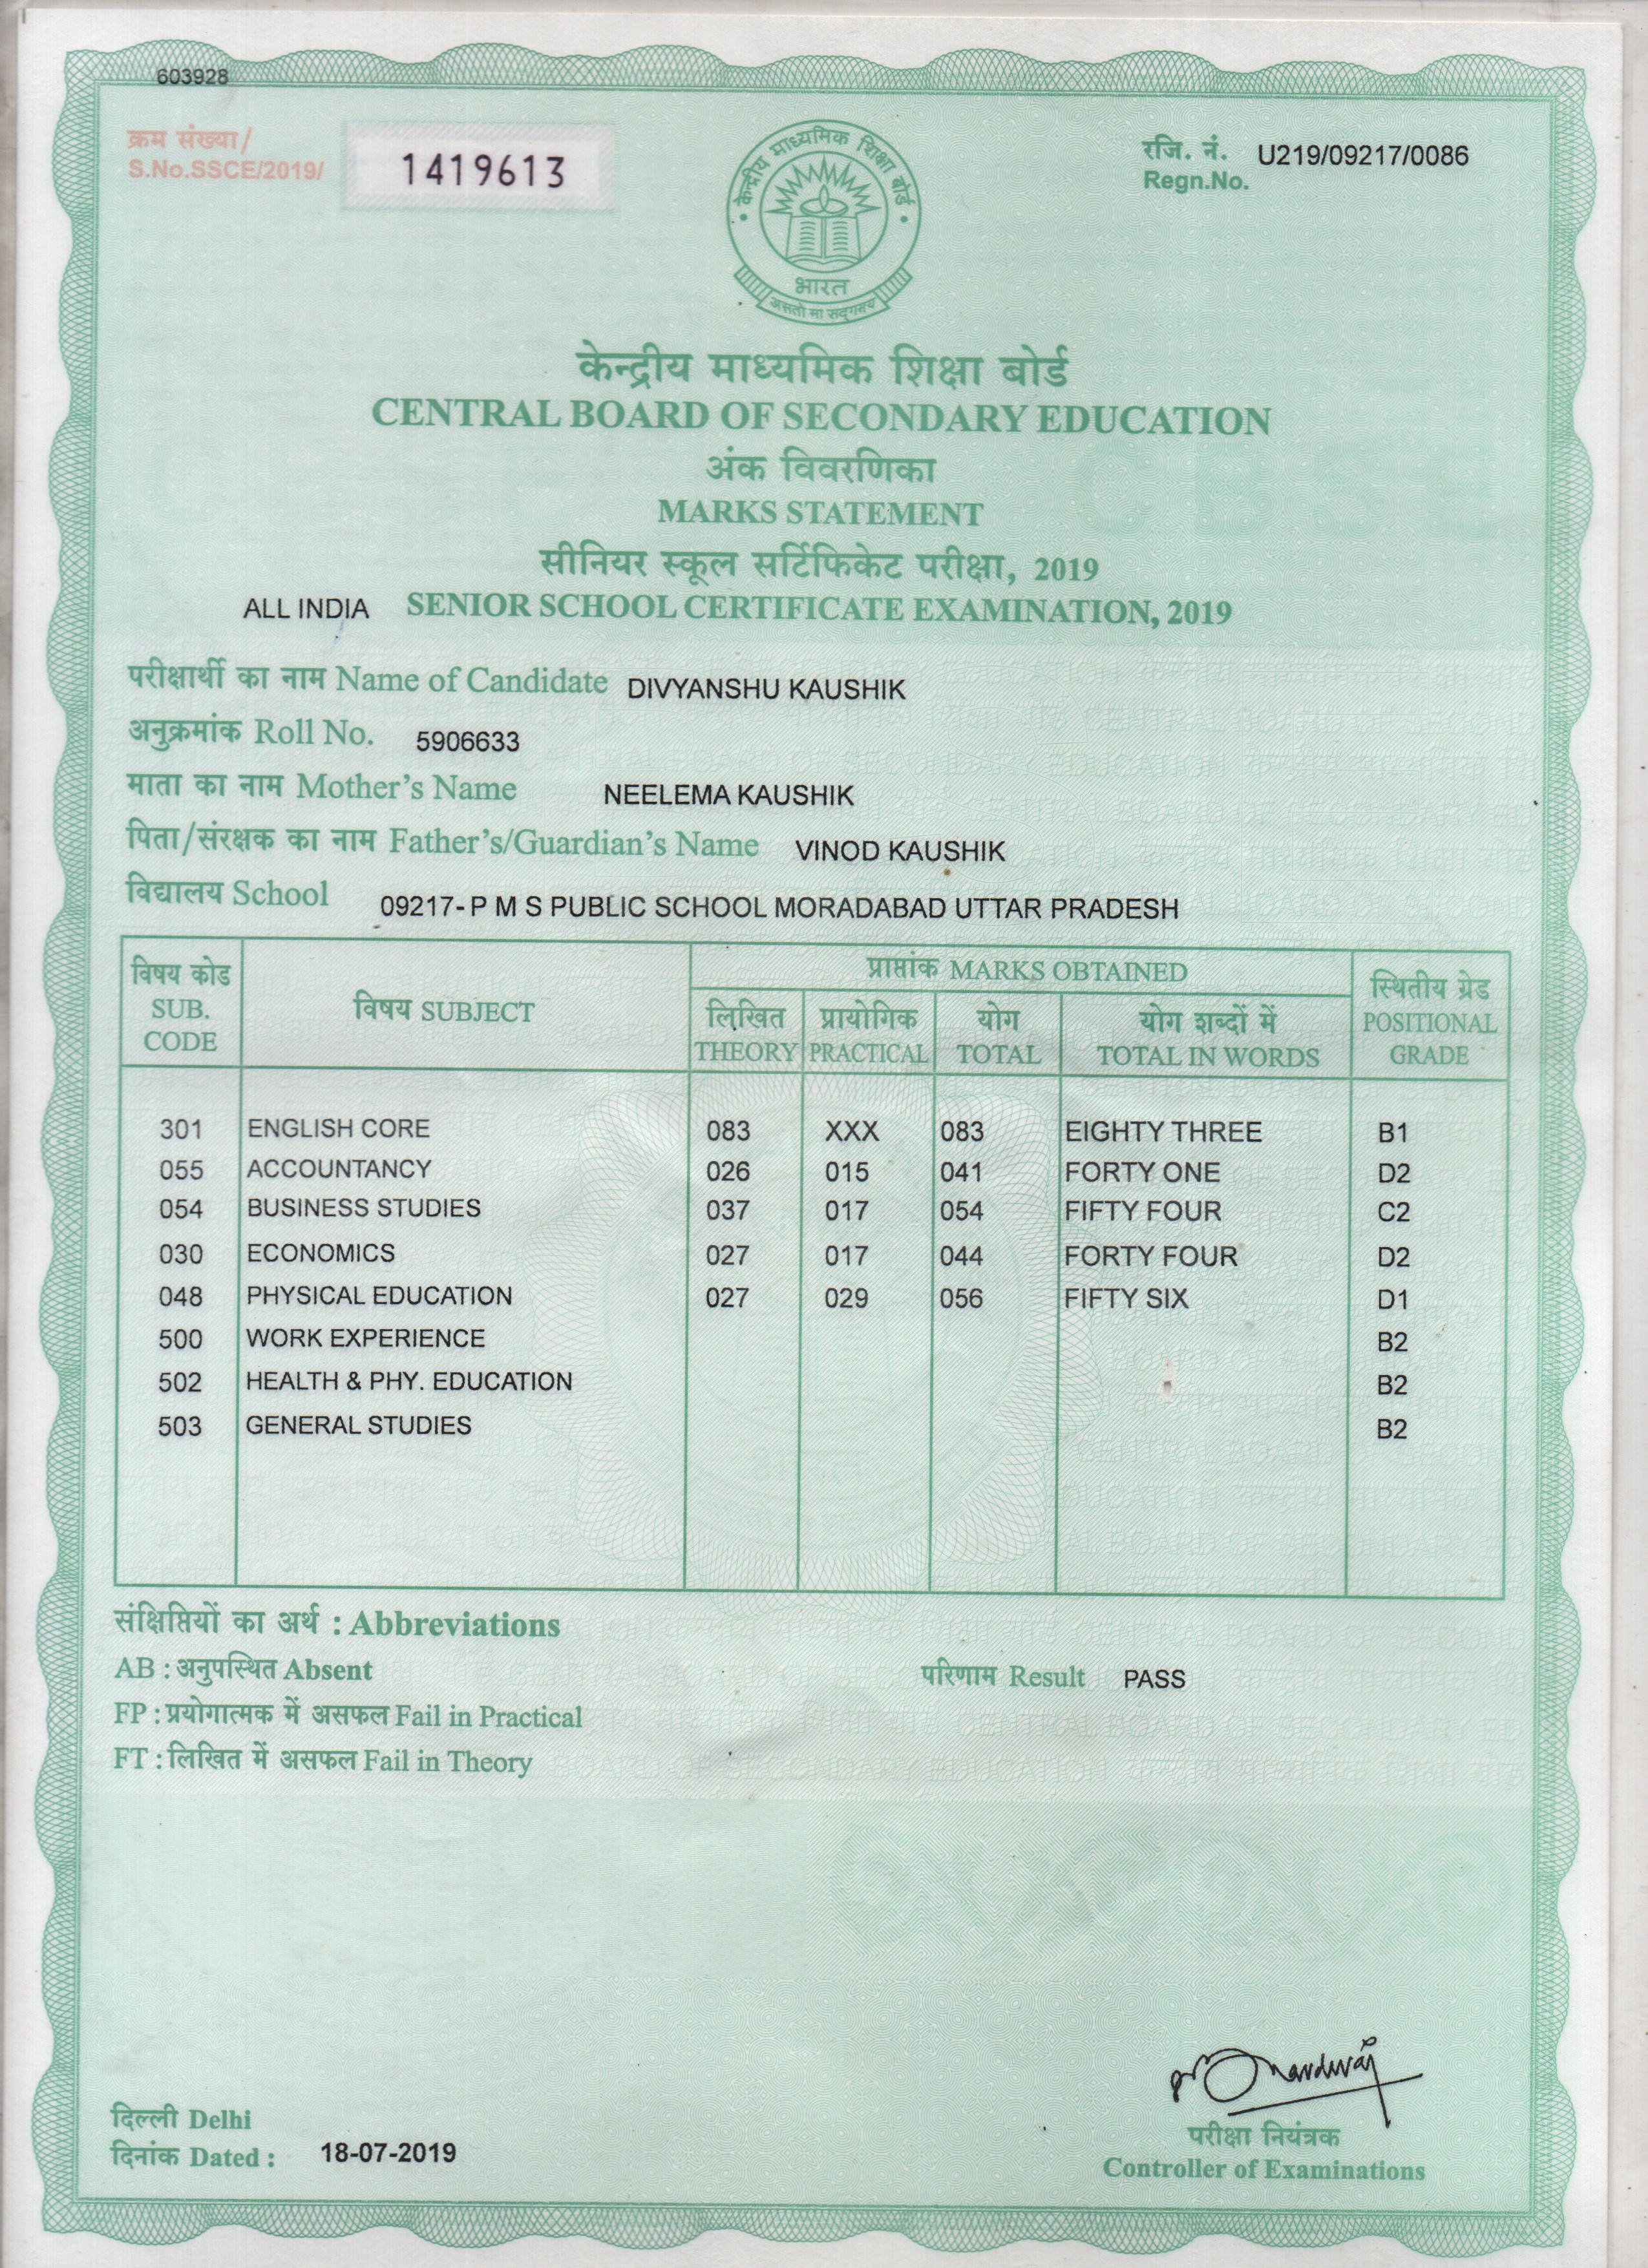 603928
क्रम संख्या/
S.No.SSCE/2019/ 1419613
रजि. नं.
Regn.No. U219/09217/0086
केन्द्रीय माध्यमिक शिक्षा बोर्ड
भारत
असतो मा सद्गमय
केन्द्रीय माध्यमिक शिक्षा बोर्ड
CENTRAL BOARD OF SECONDARY EDUCATION
अंक विवरणिका
MARKS STATEMENT
सीनियर स्कूल सर्टिफिकेट परीक्षा, 2019
ALL INDIA SENIOR SCHOOL CERTIFICATE EXAMINATION, 2019
परीक्षार्थी का नाम Name of Candidate DIVYANSHU KAUSHIK
अनुक्रमांक Roll No. 5906633
माता का नाम Mother's Name NEELEMA KAUSHIK
पिता/संरक्षक का नाम Father's/Guardian's Name VINOD KAUSHIK
विद्यालय School 09217- P M S PUBLIC SCHOOL MORADABAD UTTAR PRADESH
विषय कोड SUB. CODE
विषय SUBJECT
प्राप्तांक MARKS OBTAINED
लिखित THEORY
प्रायोगिक PRACTICAL
योग TOTAL
योग शब्दों में TOTAL IN WORDS
स्थितीय ग्रेड POSITIONAL GRADE
301 ENGLISH CORE 083 XXX 083 EIGHTY THREE B1
055 ACCOUNTANCY 026 015 041 FORTY ONE D2
054 BUSINESS STUDIES 037 017 054 FIFTY FOUR C2
030 ECONOMICS 027 017 044 FORTY FOUR D2
048 PHYSICAL EDUCATION 027 029 056 FIFTY SIX D1
500 WORK EXPERIENCE B2
502 HEALTH & PHY. EDUCATION B2
503 GENERAL STUDIES B2
संक्षिप्तियों का अर्थ : Abbreviations
AB : अनुपस्थित Absent
परिणाम Result PASS
FP : प्रयोगात्मक में असफल Fail in Practical
FT : लिखित में असफल Fail in Theory
दिल्ली Delhi
दिनांक Dated : 18-07-2019
परीक्षा नियंत्रक
Controller of Examinations